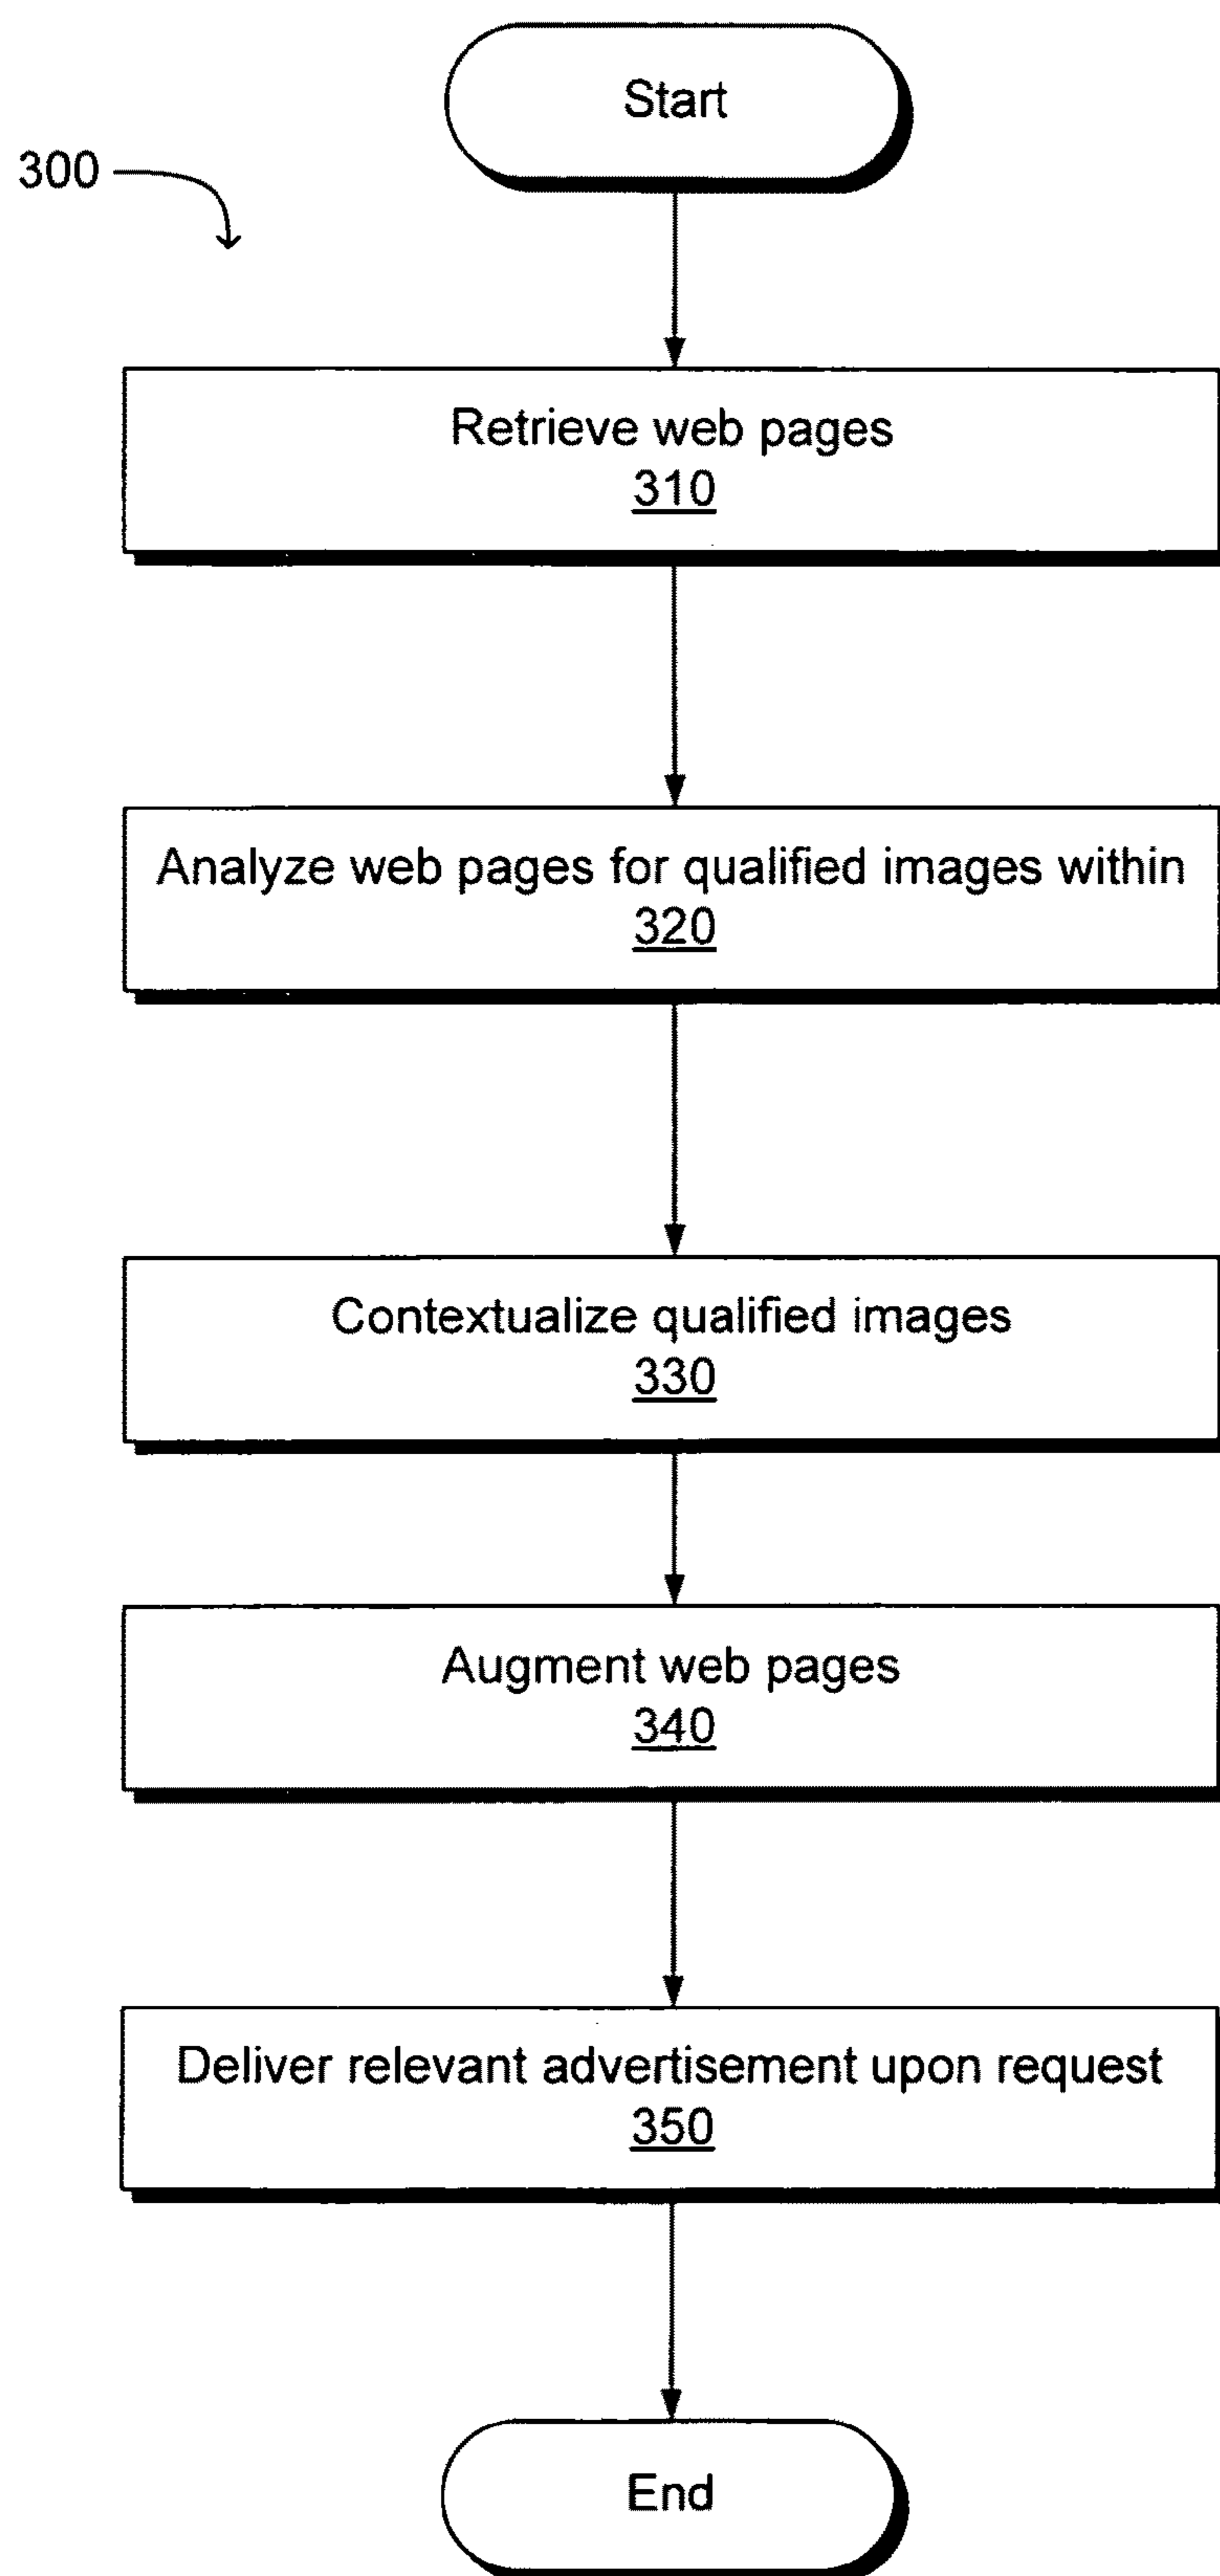 Start
300
Retrieve web pages
310
Analyze web pages for qualified images within
320
Contextualize qualified images
330
Augment web pages
340
Deliver relevant advertisement upon request
350
End